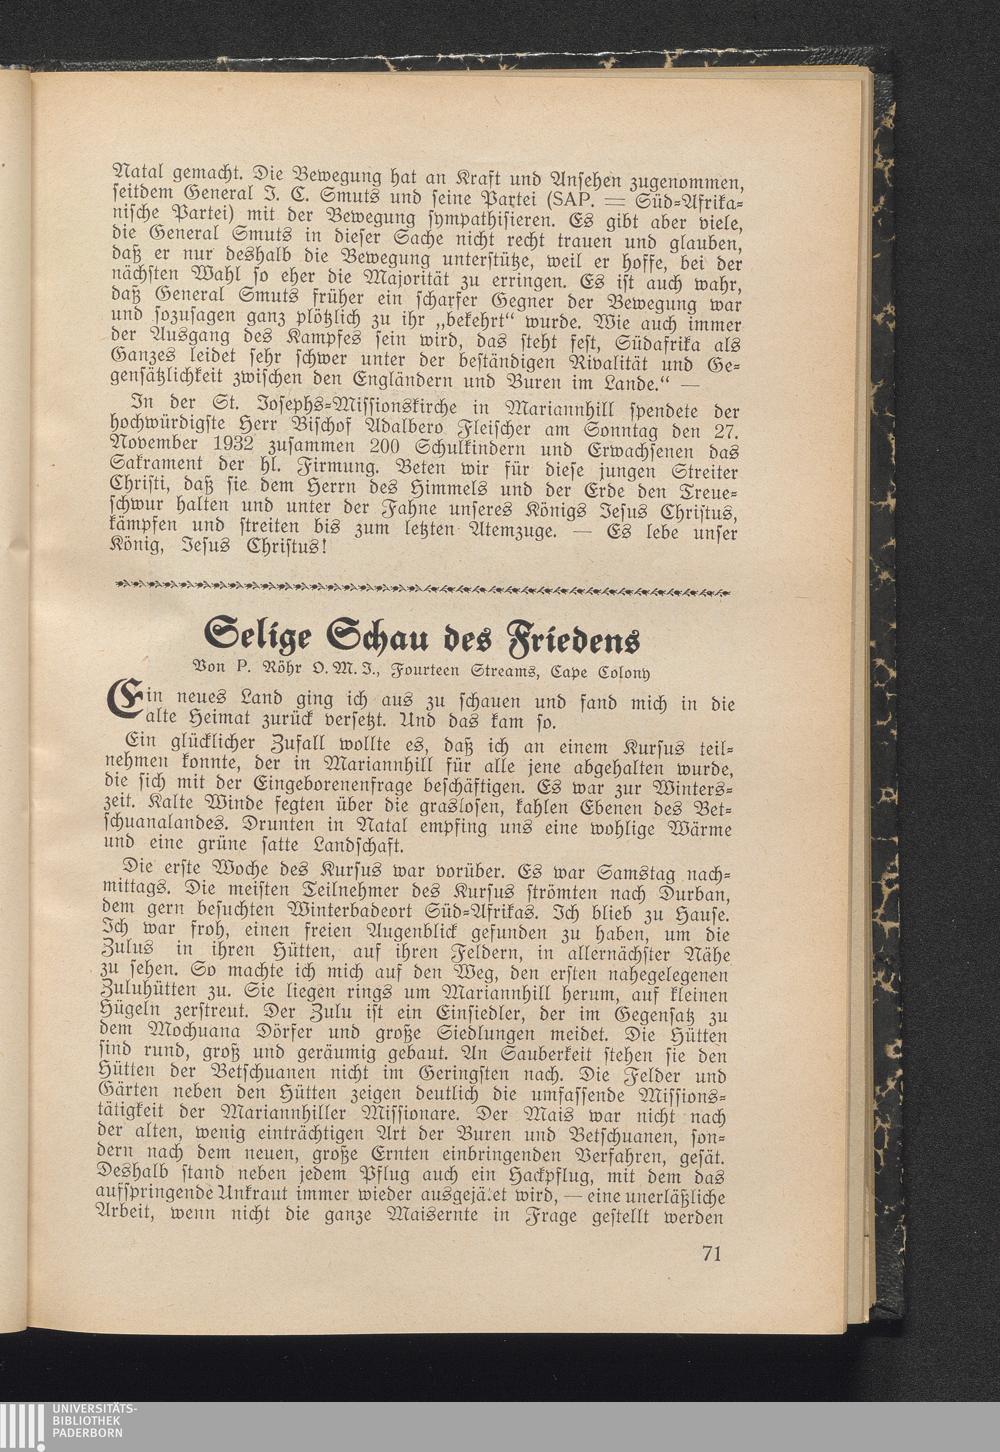 Natal gemacht. Die Bewegung hat an Kraft und Ansehen zugenommen,
seitdem General J. C. Smuts und seine Partei (SAP. = Süd-Afrika-
nische Partei) mit der Bewegung sympathisieren. Es gibt aber viele,
die General Smuts in dieser Sache nicht recht trauen und glauben,
daß er nur deshalb die Bewegung unterstütze, weil er hoffe, bei der
nächsten Wahl so eher die Majorität zu erringen. Es ist auch wahr,
daß General Smuts früher ein scharfer Gegner der Bewegung war
und sozusagen ganz plötzlich zu ihr „bekehrt“ wurde. Wie auch immer
der Ausgang des Kampfes sein wird, das steht fest, Südafrika als
Ganzes leidet sehr schwer unter der beständigen Rivalität und Ge-
gensätzlichkeit zwischen den Engländern und Buren im Lande.“ —
In der St. Josephs-Missionskirche in Mariannhill spendete der
hochwürdigste Herr Bischof Adalbero Fleischer am Sonntag den 27.
November 1932 zusammen 200 Schulkindern und Erwachsenen das
Sakrament der hl. Firmung. Beten wir für diese jungen Streiter
Christi, daß sie dem Herrn des Himmels und der Erde den Treue-
schwur halten und unter der Fahne unseres Königs Jesus Christus,
kämpfen und streiten bis zum letzten Atemzuge. — Es lebe unser
König, Jesus Christus!
Selige Schau des Friedens
Von P. Röhr O. M. J., Fourteen Streams, Cape Colony
Ein neues Land ging ich aus zu schauen und fand mich in die
alte Heimat zurück versetzt. Und das kam so.
Ein glücklicher Zufall wollte es, daß ich an einem Kursus teil-
nehmen konnte, der in Mariannhill für alle jene abgehalten wurde,
die sich mit der Eingeborenenfrage beschäftigen. Es war zur Winters-
zeit. Kalte Winde fegten über die graslosen, kahlen Ebenen des Bet-
schuanalandes. Drunten in Natal empfing uns eine wohlige Wärme
und eine grüne satte Landschaft.
Die erste Woche des Kursus war vorüber. Es war Samstag nach-
mittags. Die meisten Teilnehmer des Kursus strömten nach Durban,
dem gern besuchten Winterbadeort Süd-Afrikas. Ich blieb zu Hause.
Ich war froh, einen freien Augenblick gefunden zu haben, um die
Zulus in ihren Hütten, auf ihren Feldern, in allernächster Nähe
zu sehen. So machte ich mich auf den Weg, den ersten nahegelegenen
Zuluhütten zu. Sie liegen rings um Mariannhill herum, auf kleinen
Hügeln zerstreut. Der Zulu ist ein Einsiedler, der im Gegensatz zu
dem Mochuana Dörfer und große Siedlungen meidet. Die Hütten
sind rund, groß und geräumig gebaut. An Sauberkeit stehen sie den
Hütten der Betschuanen nicht im Geringsten nach. Die Felder und
Gärten neben den Hütten zeigen deutlich die umfassende Missions-
tätigkeit der Mariannhiller Missionare. Der Mais war nicht nach
der alten, wenig einträchtigen Art der Buren und Betschuanen, son-
dern nach dem neuen, große Ernten einbringenden Verfahren, gesät.
Deshalb stand neben jedem Pflug auch ein Hackpflug, mit dem das
aufspringende Unkraut immer wieder ausgejätet wird, — eine unerläßliche
Arbeit, wenn nicht die ganze Maisernte in Frage gestellt werden
71
UNIVERSITÄTS-
BIBLIOTHEK
PADERBORN